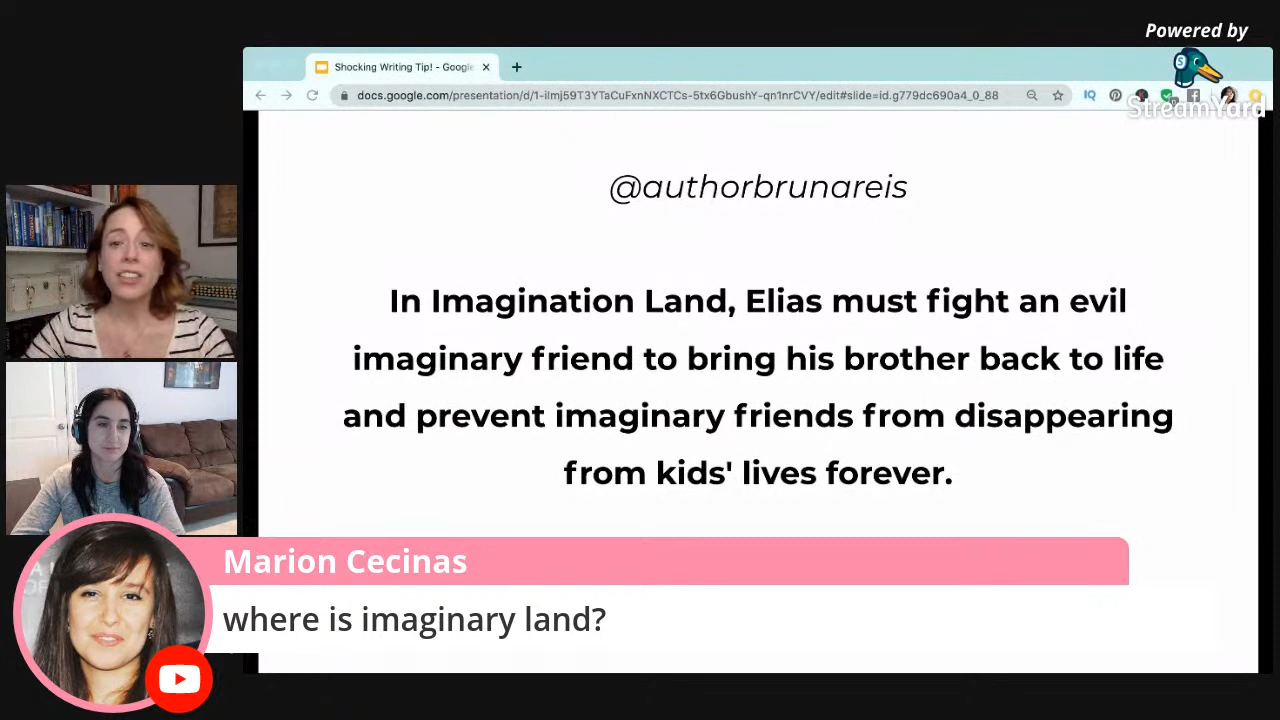 Powered by
StreamYard
Shocking Writing Tip! - Google
docs.google.com/presentation/d/1-iImj59T3YTaCuFxnNXCTCs-5tx6GbushY-qn1nrCVY/edit#slide=id.g779dc690a4_0_88
IQ
@authorbrunareis
In Imagination Land, Elias must fight an evil
imaginary friend to bring his brother back to life
and prevent imaginary friends from disappearing
from kids' lives forever.
Marion Cecinas
where is imaginary land?